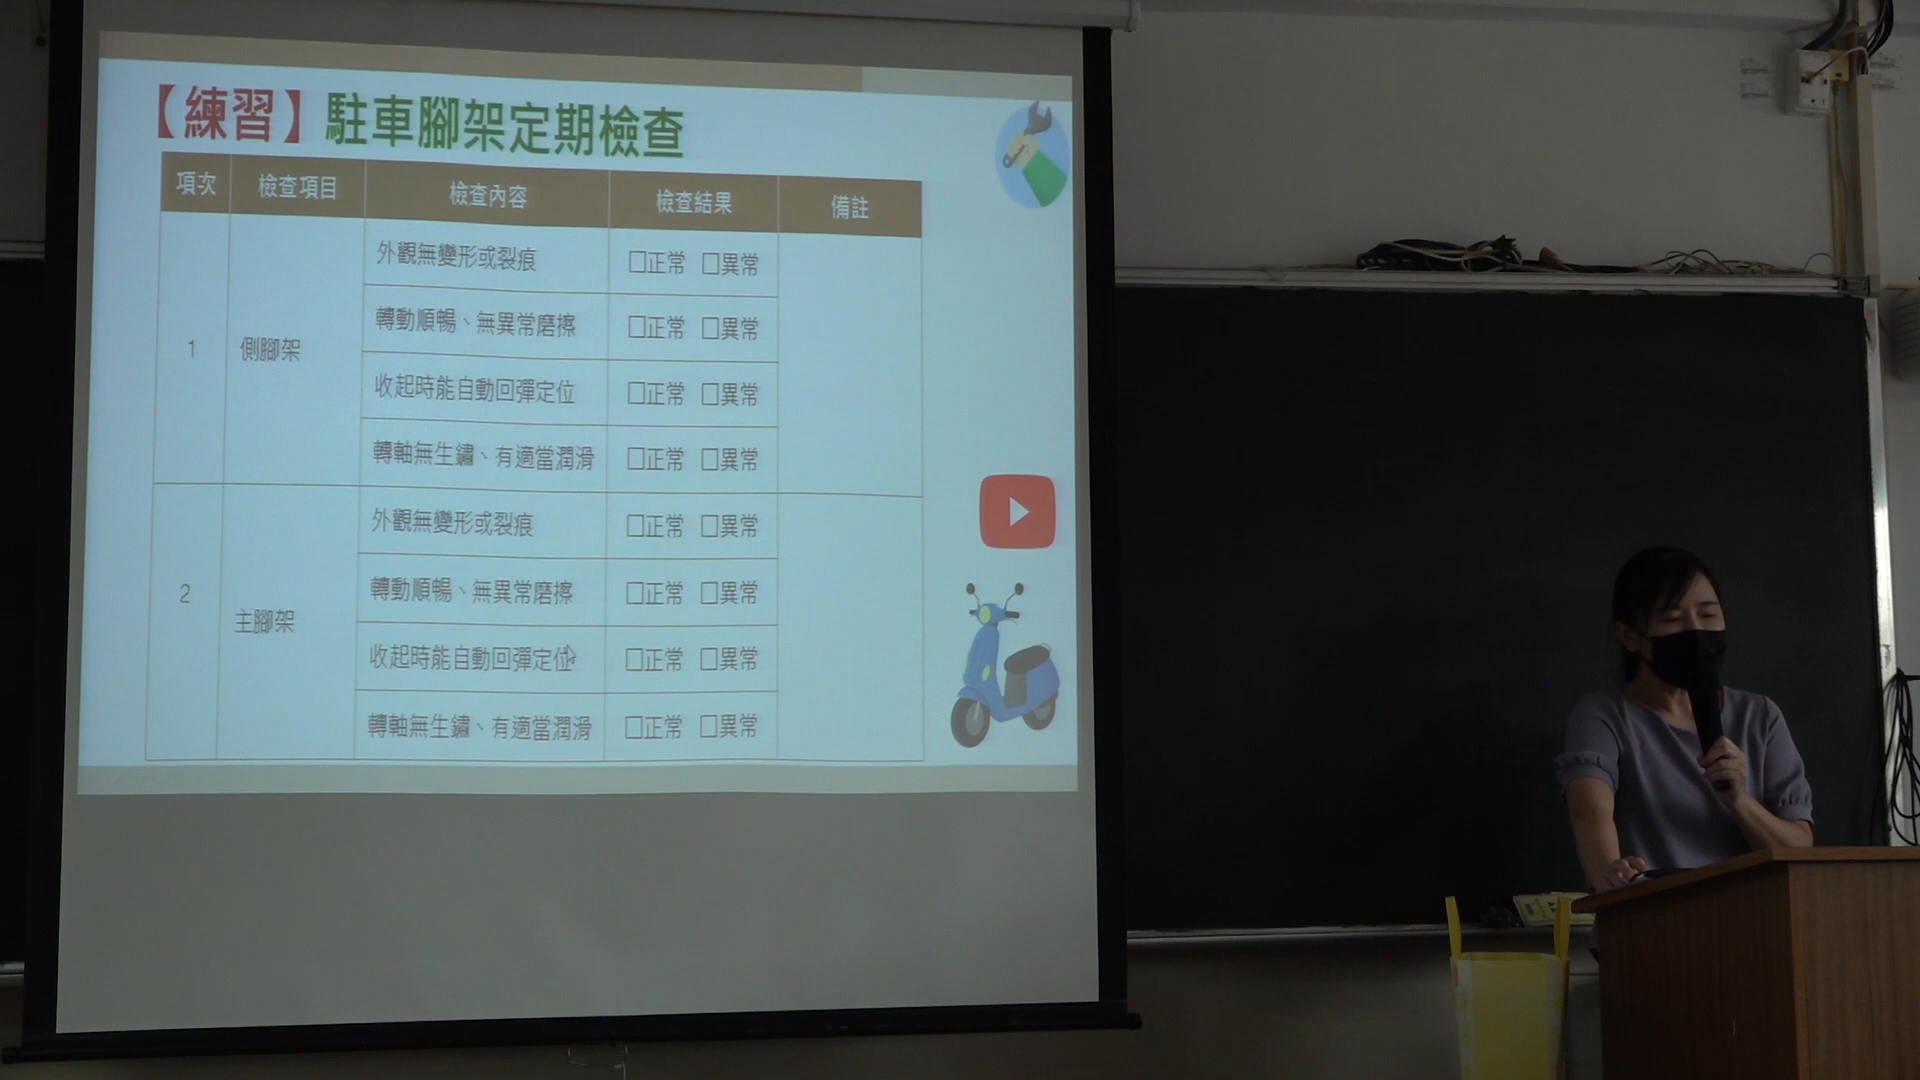 【練習】駐車腳架定期檢查
項次 檢查項目 檢查內容 檢查結果 備註
1 側腳架
外觀無變形或裂痕 □正常 □異常
轉動順暢、無異常磨擦 □正常 □異常
收起時能自動回彈定位 □正常 □異常
轉軸無生鏽、有適當潤滑 □正常 □異常
2 主腳架
外觀無變形或裂痕 □正常 □異常
轉動順暢、無異常磨擦 □正常 □異常
收起時能自動回彈定位 □正常 □異常
轉軸無生鏽、有適當潤滑 □正常 □異常